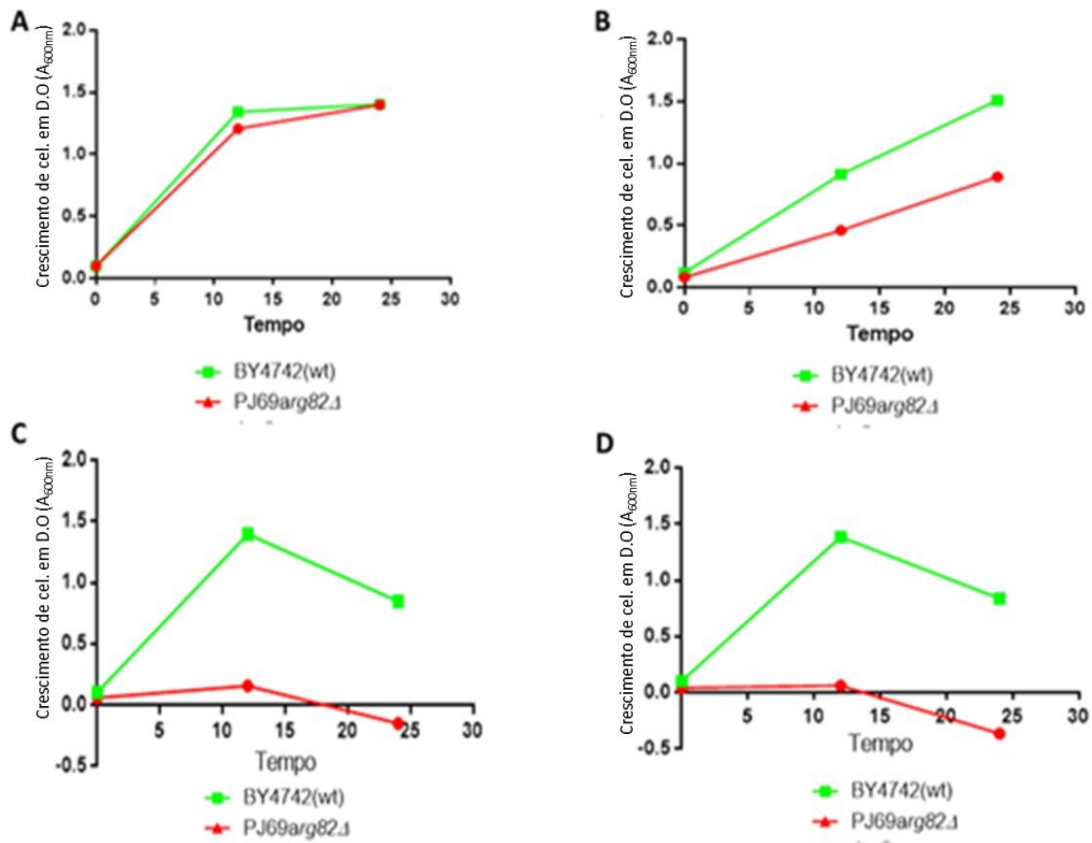 A
Crescimento de cel. em D.O (A600nm)
2.0
1.5
1.0
0.5
0.0
0 5 10 15 20 25 30
Tempo
BY4742(wt)
PJ69arg82Δ
B
Crescimento de cel. em D.O (A600nm)
2.0
1.5
1.0
0.5
0.0
0 5 10 15 20 25 30
Tempo
BY4742(wt)
PJ69arg82Δ
C
Crescimento de cel. em D.O (A600nm)
2.0
1.5
1.0
0.5
0.0
-0.5
5 10 15 20 25 30
Tempo
BY4742(wt)
PJ69arg82Δ
D
Crescimento de cel. em D.O (A600nm)
2.0
1.5
1.0
0.5
0.0
-0.5
5 10 15 20 25 30
Tempo
BY4742(wt)
PJ69arg82Δ